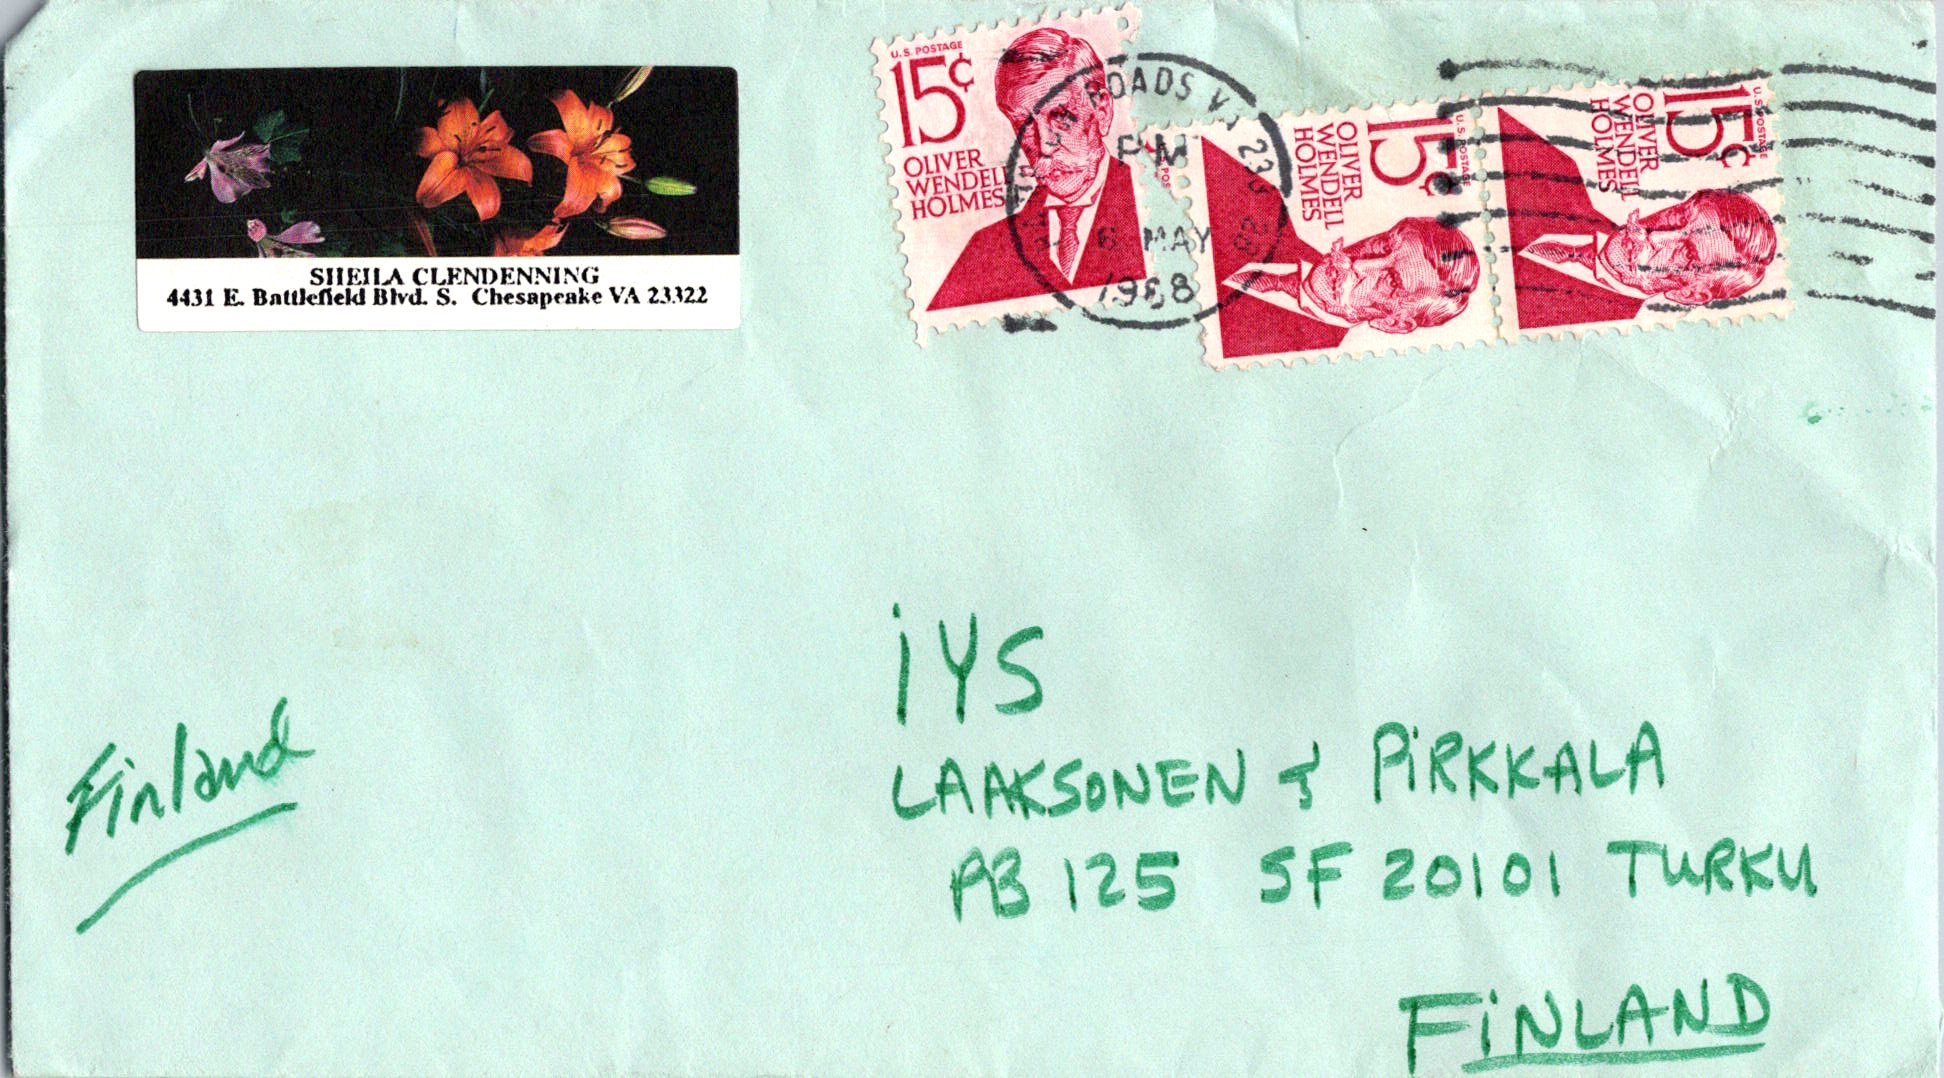 SHEILA CLENDENNING
4431 E. Battlefield Blvd. S. Chesapeake VA 23322
U.S. POSTAGE
15¢
OLIVER
WENDELL
HOLMES
ROADS
PM
6 MAY
U.S. POSTAGE
15¢
OLIVER
WENDELL
HOLMES
U.S. POSTAGE
15¢
OLIVER
WENDELL
HOLMES
iYS
LAAKSONEN & PiRKKALA
PB 125 SF 20101 TURKU
FiNLAND
Finland